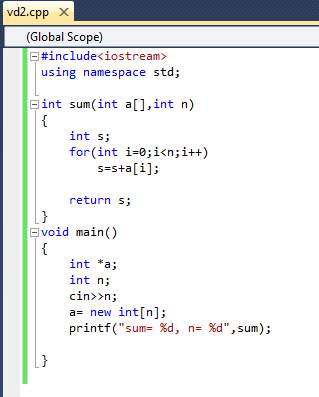 vd2.cpp X
(Global Scope)
#include<iostream>
using namespace std;
int sum(int a[],int n)
{
int s;
for(int i=0;i<n;i++)
s=s+a[i];
return s;
}
void main()
{
int *a;
int n;
cin>>n;
a= new int[n];
printf("sum= %d, n= %d",sum);
}